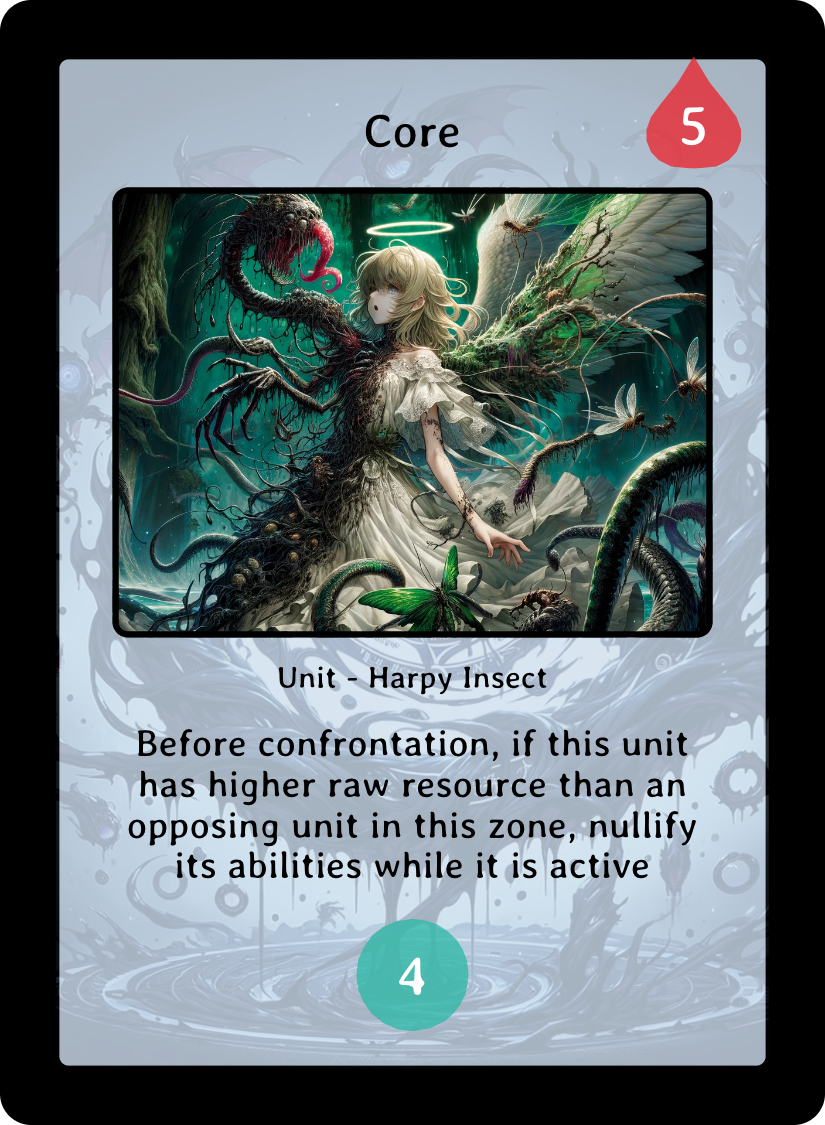 Core
5
Unit - Harpy Insect
Before confrontation, if this unit
has higher raw resource than an
opposing unit in this zone, nullify
its abilities while it is active
4